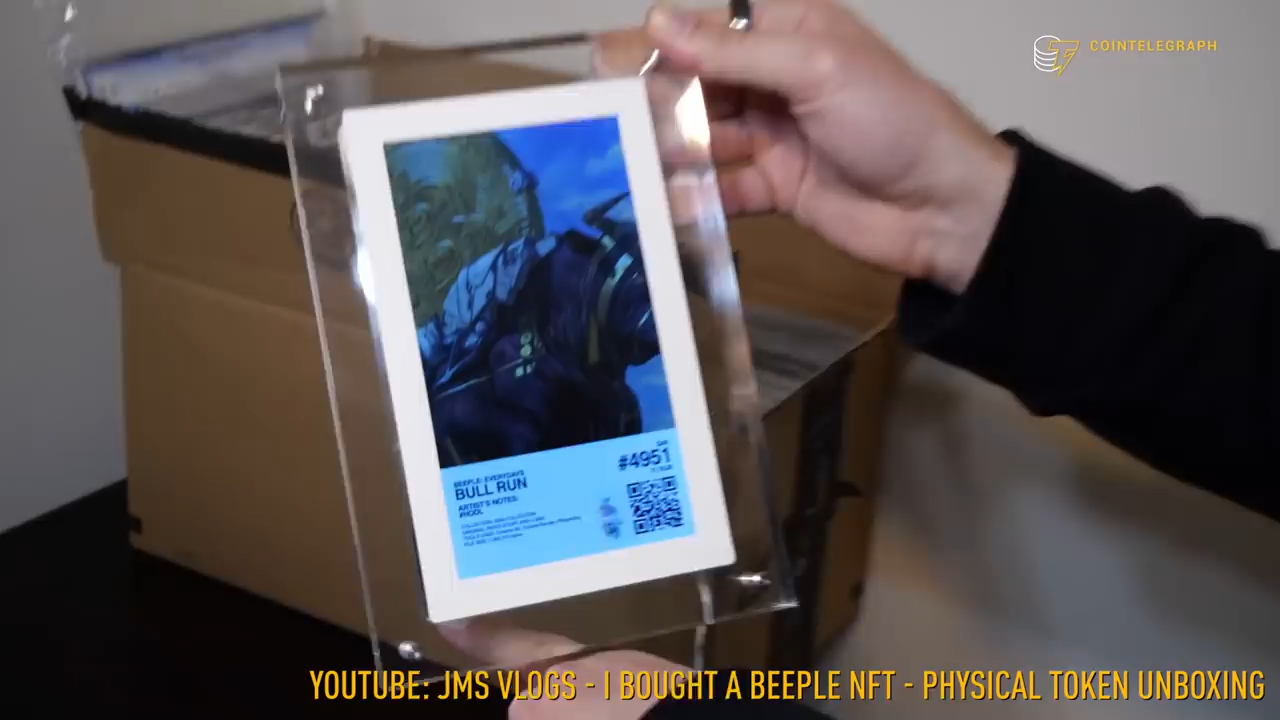 COINTELEGRAPH
BEEPLE: EVERYDAYS
BULL RUN
ARTIST'S NOTES:
#HODL
#4951
YOUTUBE: JMS VLOGS - I BOUGHT A BEEPLE NFT - PHYSICAL TOKEN UNBOXING